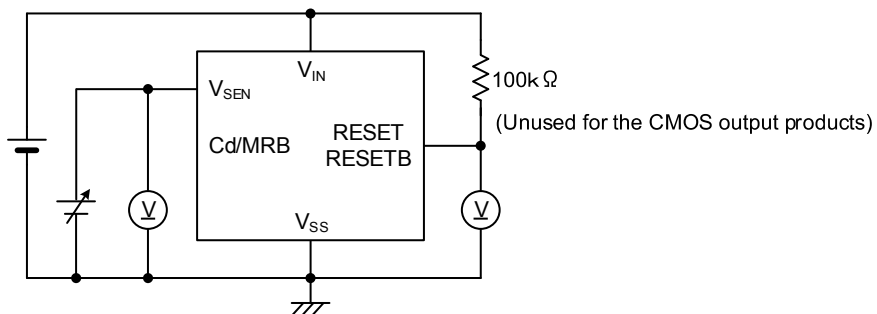 V_IN
V_SEN
100kΩ
(Unused for the CMOS output products)
Cd/MRB
RESET
RESETB
V
V
V_SS